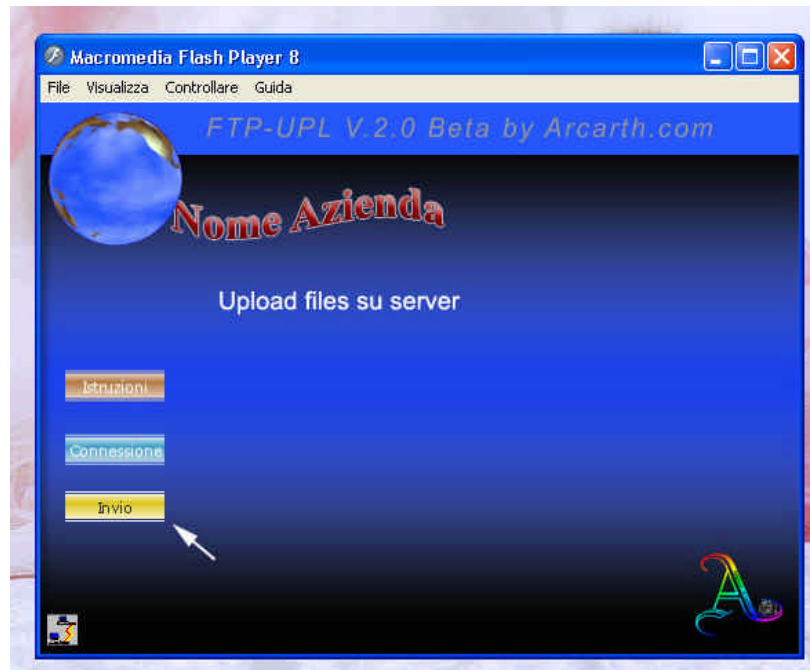 Macromedia Flash Player 8
File Visualizza Controllare Guida
FTP-UPL V.2.0 Beta by Arcarth.com
Nome Azienda
Upload files su server
Istruzioni
Connessione
Invio
A